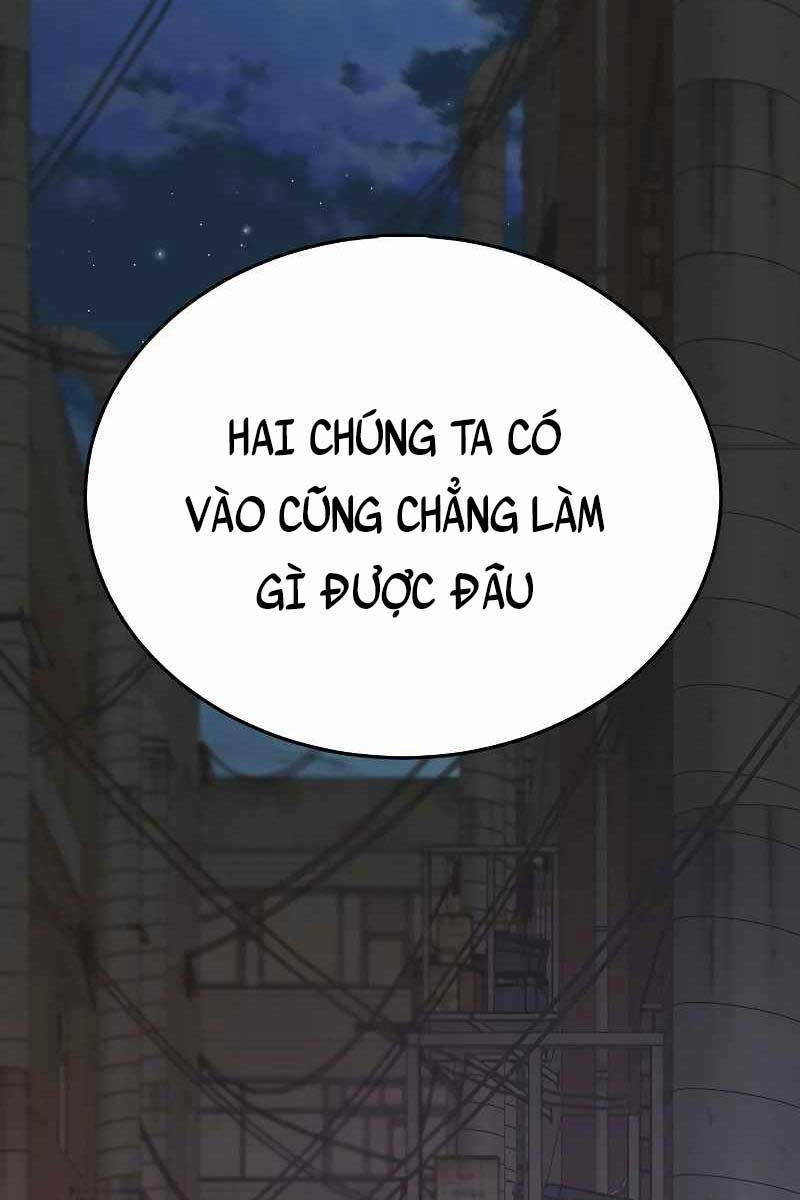 HAI CHÚNG TA CÓ
VÀO CŨNG CHẲNG LÀM
GÌ ĐƯỢC ĐÂU